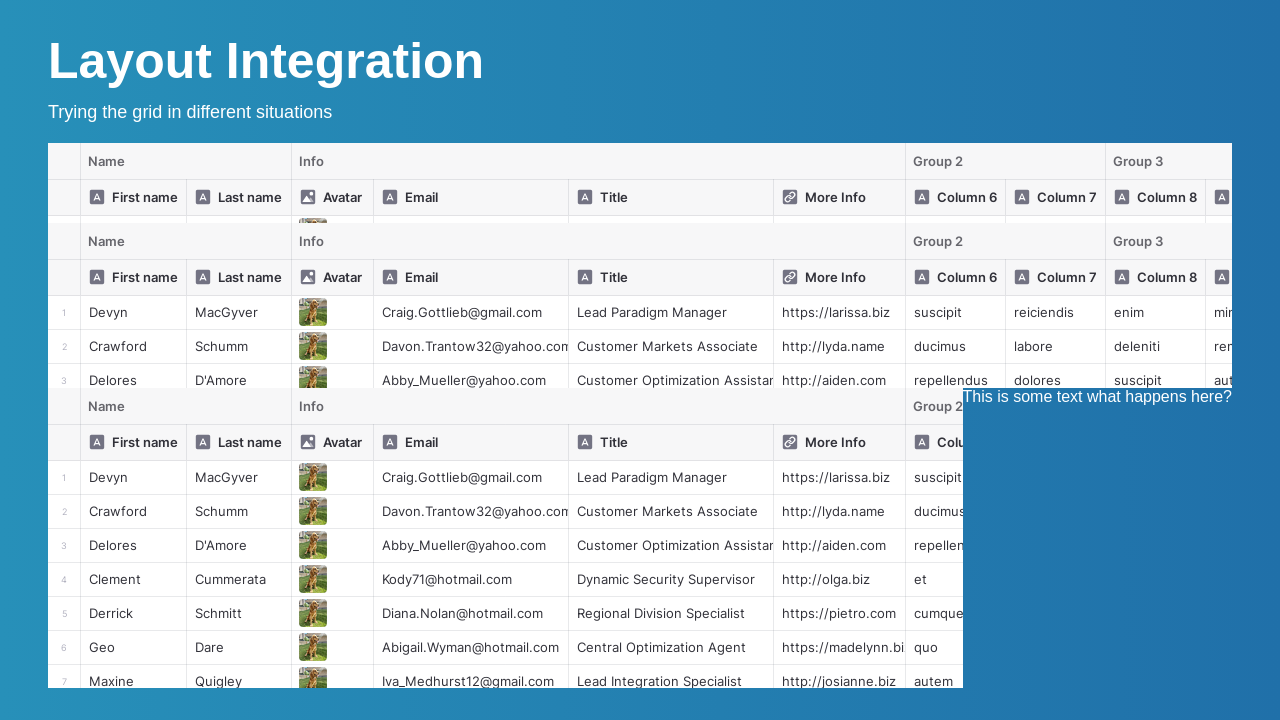 Layout Integration
Trying the grid in different situations
Name Info Group 2 Group 3
First name Last name Avatar Email Title More Info Column 6 Column 7 Column 8
Name Info Group 2 Group 3
First name Last name Avatar Email Title More Info Column 6 Column 7 Column 8
1 Devyn MacGyver Craig.Gottlieb@gmail.com Lead Paradigm Manager https://larissa.biz suscipit reiciendis enim
2 Crawford Schumm Davon.Trantow32@yahoo.com Customer Markets Associate http://lyda.name ducimus labore deleniti
3 Delores D'Amore Abby_Mueller@yahoo.com Customer Optimization Assistar http://aiden.com repellendus dolores suscipit aut
Name Info Group 2 This is some text what happens here?
First name Last name Avatar Email Title More Info Colu
1 Devyn MacGyver Craig.Gottlieb@gmail.com Lead Paradigm Manager https://larissa.biz suscipit
2 Crawford Schumm Davon.Trantow32@yahoo.com Customer Markets Associate http://lyda.name ducimus
3 Delores D'Amore Abby_Mueller@yahoo.com Customer Optimization Assistar http://aiden.com repellen
4 Clement Cummerata Kody71@hotmail.com Dynamic Security Supervisor http://olga.biz et
5 Derrick Schmitt Diana.Nolan@hotmail.com Regional Division Specialist https://pietro.com cumque
6 Geo Dare Abigail.Wyman@hotmail.com Central Optimization Agent https://madelynn.bi quo
7 Maxine Quigley Iva_Medhurst12@gmail.com Lead Integration Specialist http://josianne.biz autem